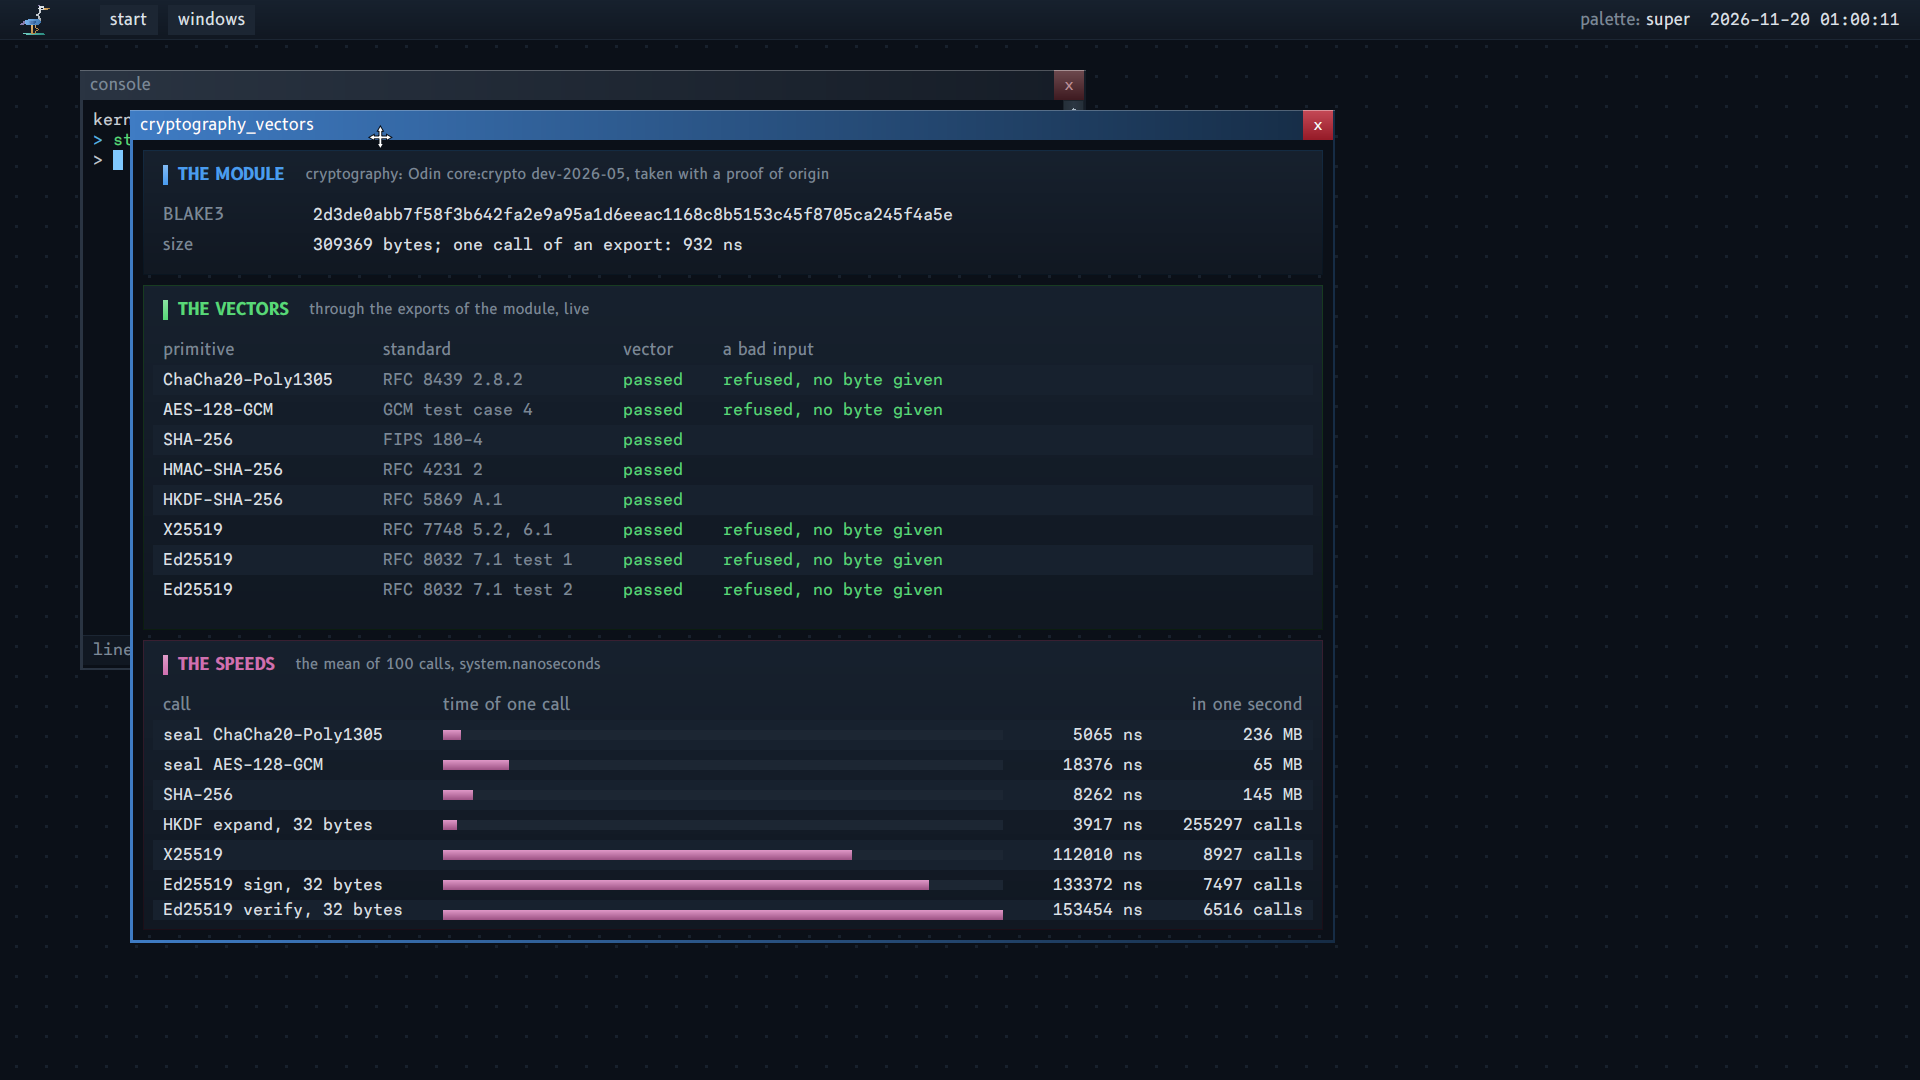 start windows palette: super 2026-11-20 01:00:11
console x
kern
> st
>
line
cryptography_vectors x
THE MODULE cryptography: Odin core:crypto dev-2026-05, taken with a proof of origin
BLAKE3 2d3de0abb7f58f3b642fa2e9a95a1d6eeac1168c8b5153c45f8705ca245f4a5e
size 309369 bytes; one call of an export: 932 ns
THE VECTORS through the exports of the module, live
primitive standard vector a bad input
ChaCha20-Poly1305 RFC 8439 2.8.2 passed refused, no byte given
AES-128-GCM GCM test case 4 passed refused, no byte given
SHA-256 FIPS 180-4 passed
HMAC-SHA-256 RFC 4231 2 passed
HKDF-SHA-256 RFC 5869 A.1 passed
X25519 RFC 7748 5.2, 6.1 passed refused, no byte given
Ed25519 RFC 8032 7.1 test 1 passed refused, no byte given
Ed25519 RFC 8032 7.1 test 2 passed refused, no byte given
THE SPEEDS the mean of 100 calls, system.nanoseconds
call time of one call in one second
seal ChaCha20-Poly1305 5065 ns 236 MB
seal AES-128-GCM 18376 ns 65 MB
SHA-256 8262 ns 145 MB
HKDF expand, 32 bytes 3917 ns 255297 calls
X25519 112010 ns 8927 calls
Ed25519 sign, 32 bytes 133372 ns 7497 calls
Ed25519 verify, 32 bytes 153454 ns 6516 calls